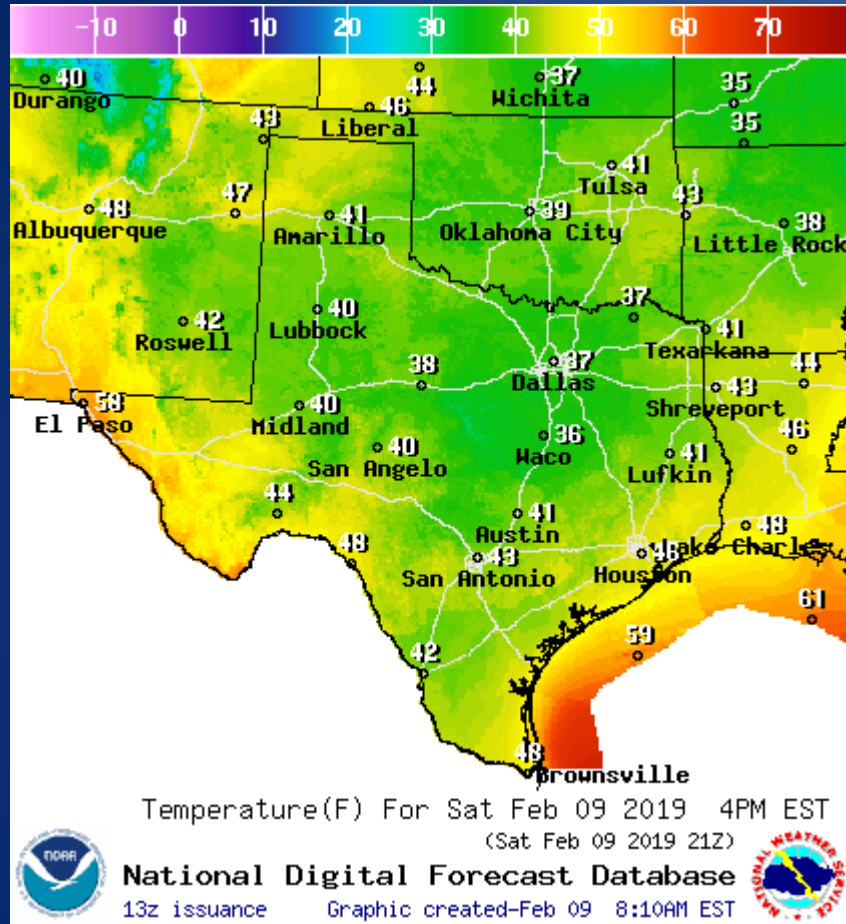 -10 0 10 20 30 40 50 60 70
40
Durango
44
37
Wichita
35
46
Liberal
43
35
41
Tulsa
48
Albuquerque
47
41
Amarillo
39
Oklahoma City
43
38
Little Rock
42
Roswell
40
Lubbock
37
41
Texarkana
38
37
Dallas
44
43
Shreveport
58
El Paso
40
Midland
40
San Angelo
36
Waco
41
Lufkin
46
44
41
Austin
48
Lake Charles
48
43
San Antonio
46
Houston
61
59
42
48
Brownsville
Temperature(F) For Sat Feb 09 2019 4PM EST
(Sat Feb 09 2019 21Z)
noaa
NATIONAL WEATHER SERVICE
National Digital Forecast Database
13z issuance Graphic created-Feb 09 8:10AM EST